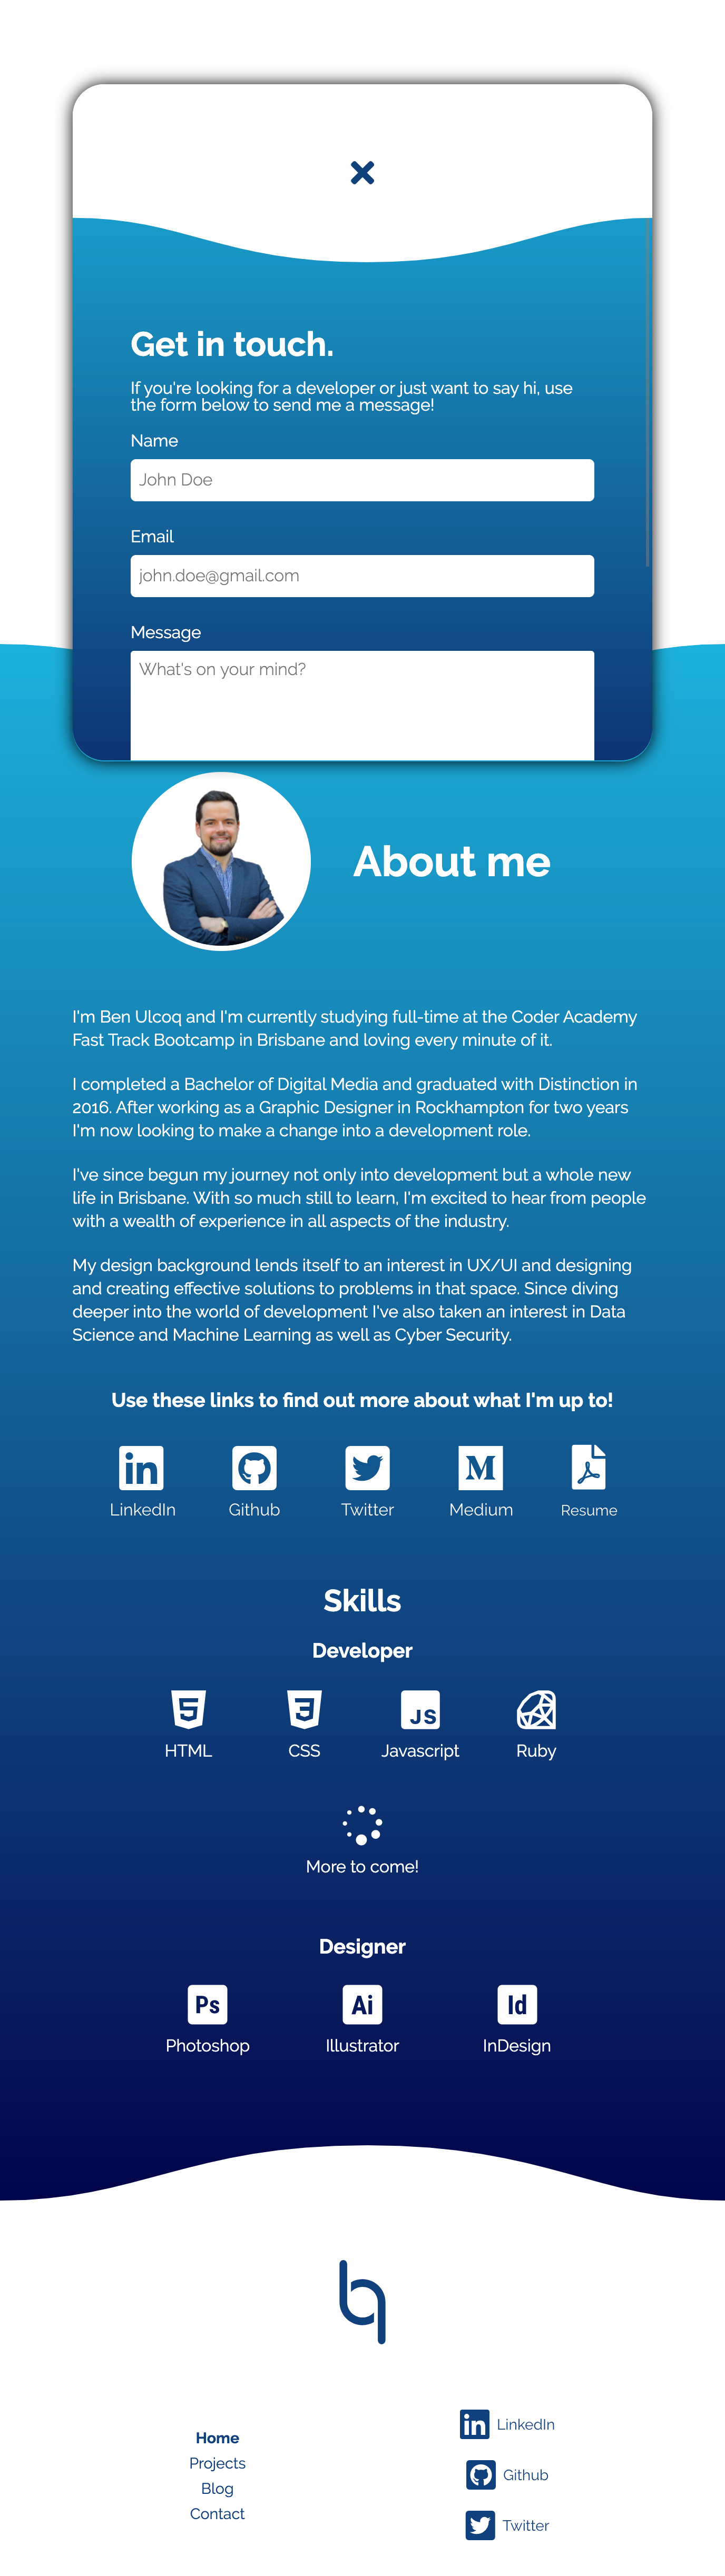 Get in touch.
If you're looking for a developer or just want to say hi, use
the form below to send me a message!
Name
John Doe
Email
john.doe@gmail.com
Message
What's on your mind?
About me
I'm Ben Ulcoq and I'm currently studying full-time at the Coder Academy
Fast Track Bootcamp in Brisbane and loving every minute of it.
I completed a Bachelor of Digital Media and graduated with Distinction in
2016. After working as a Graphic Designer in Rockhampton for two years
I'm now looking to make a change into a development role.
I've since begun my journey not only into development but a whole new
life in Brisbane. With so much still to learn, I'm excited to hear from people
with a wealth of experience in all aspects of the industry.
My design background lends itself to an interest in UX/UI and designing
and creating effective solutions to problems in that space. Since diving
deeper into the world of development I've also taken an interest in Data
Science and Machine Learning as well as Cyber Security.
Use these links to find out more about what I'm up to!
in M
LinkedIn Github Twitter Medium Resume
Skills
Developer
5 3 JS
HTML CSS Javascript Ruby
More to come!
Designer
Ps Ai Id
Photoshop Illustrator InDesign
bq
Home
Projects
Blog
Contact
in LinkedIn
Github
Twitter